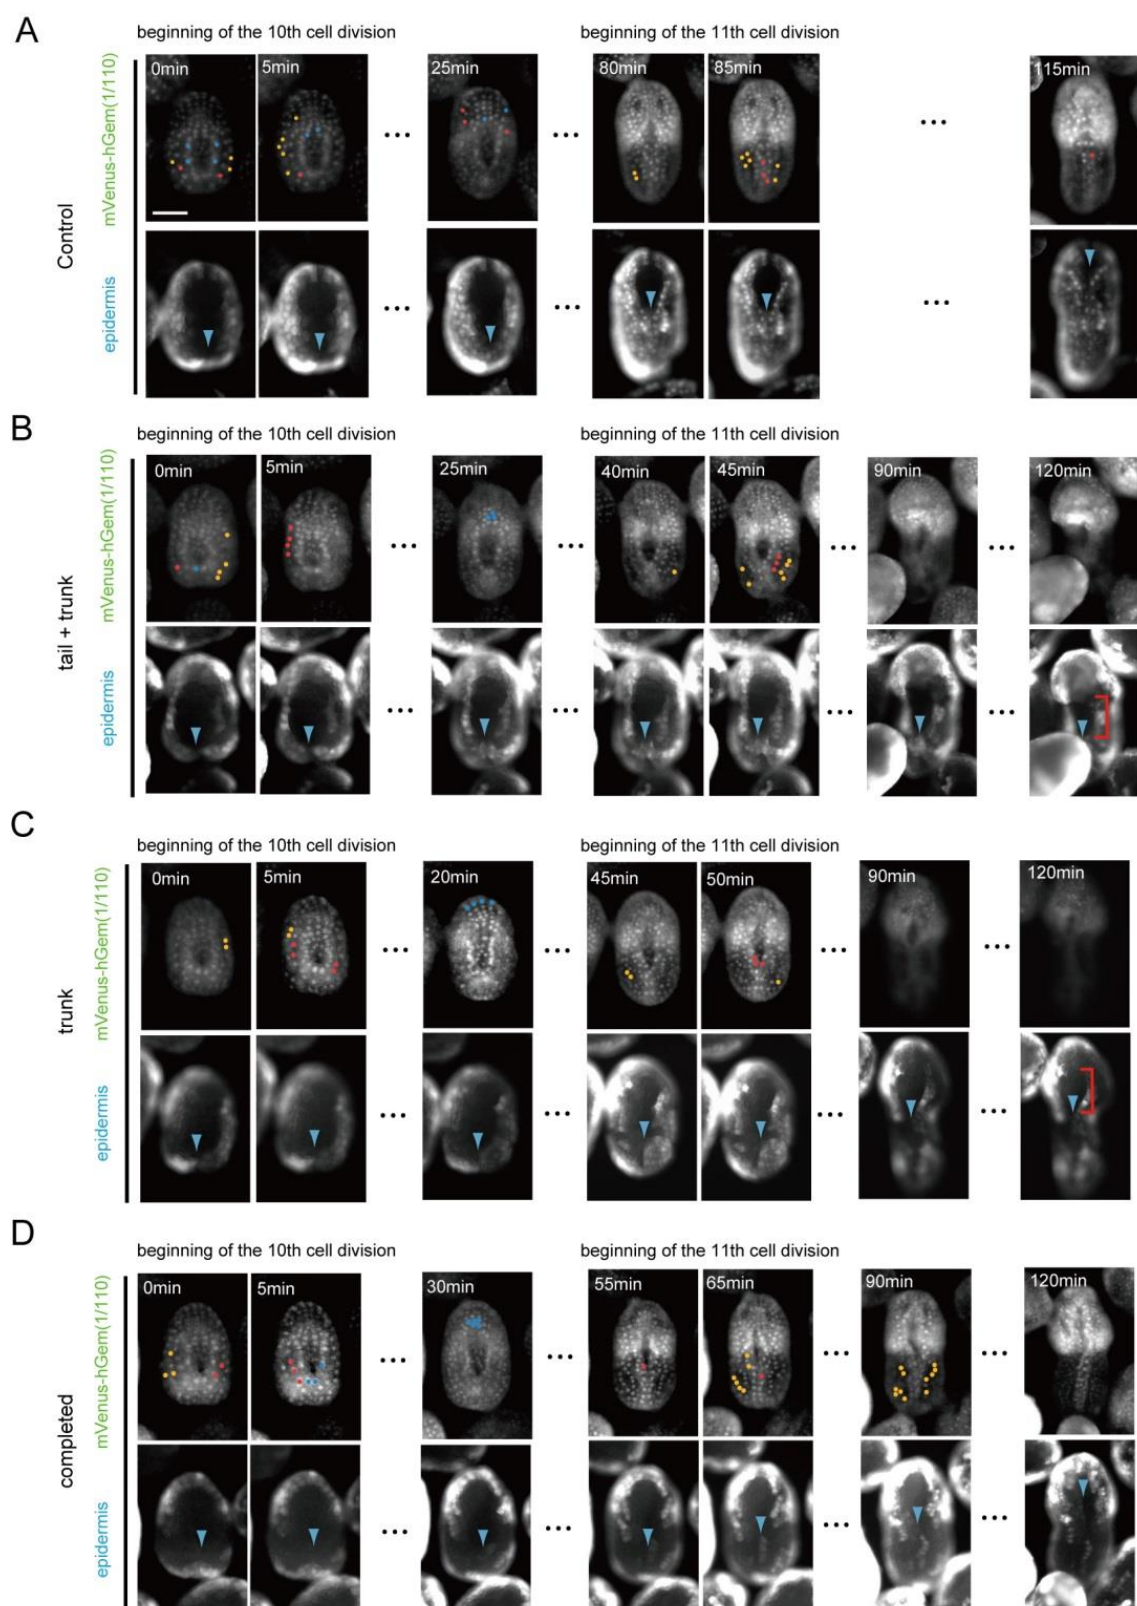 A
beginning of the 10th cell division
beginning of the 11th cell division
Control
mVenus-hGem(1/110)
0min
5min
...
25min
...
80min
85min
...
115min
epidermis
...
...
...
B
beginning of the 10th cell division
beginning of the 11th cell division
tail + trunk
mVenus-hGem(1/110)
0min
5min
...
25min
...
40min
45min
...
90min
...
120min
epidermis
...
...
...
...
C
beginning of the 10th cell division
beginning of the 11th cell division
trunk
mVenus-hGem(1/110)
0min
5min
...
20min
...
45min
50min
...
90min
...
120min
epidermis
...
...
...
...
D
beginning of the 10th cell division
beginning of the 11th cell division
completed
mVenus-hGem(1/110)
0min
5min
...
30min
...
55min
65min
...
90min
...
120min
epidermis
...
...
...
...